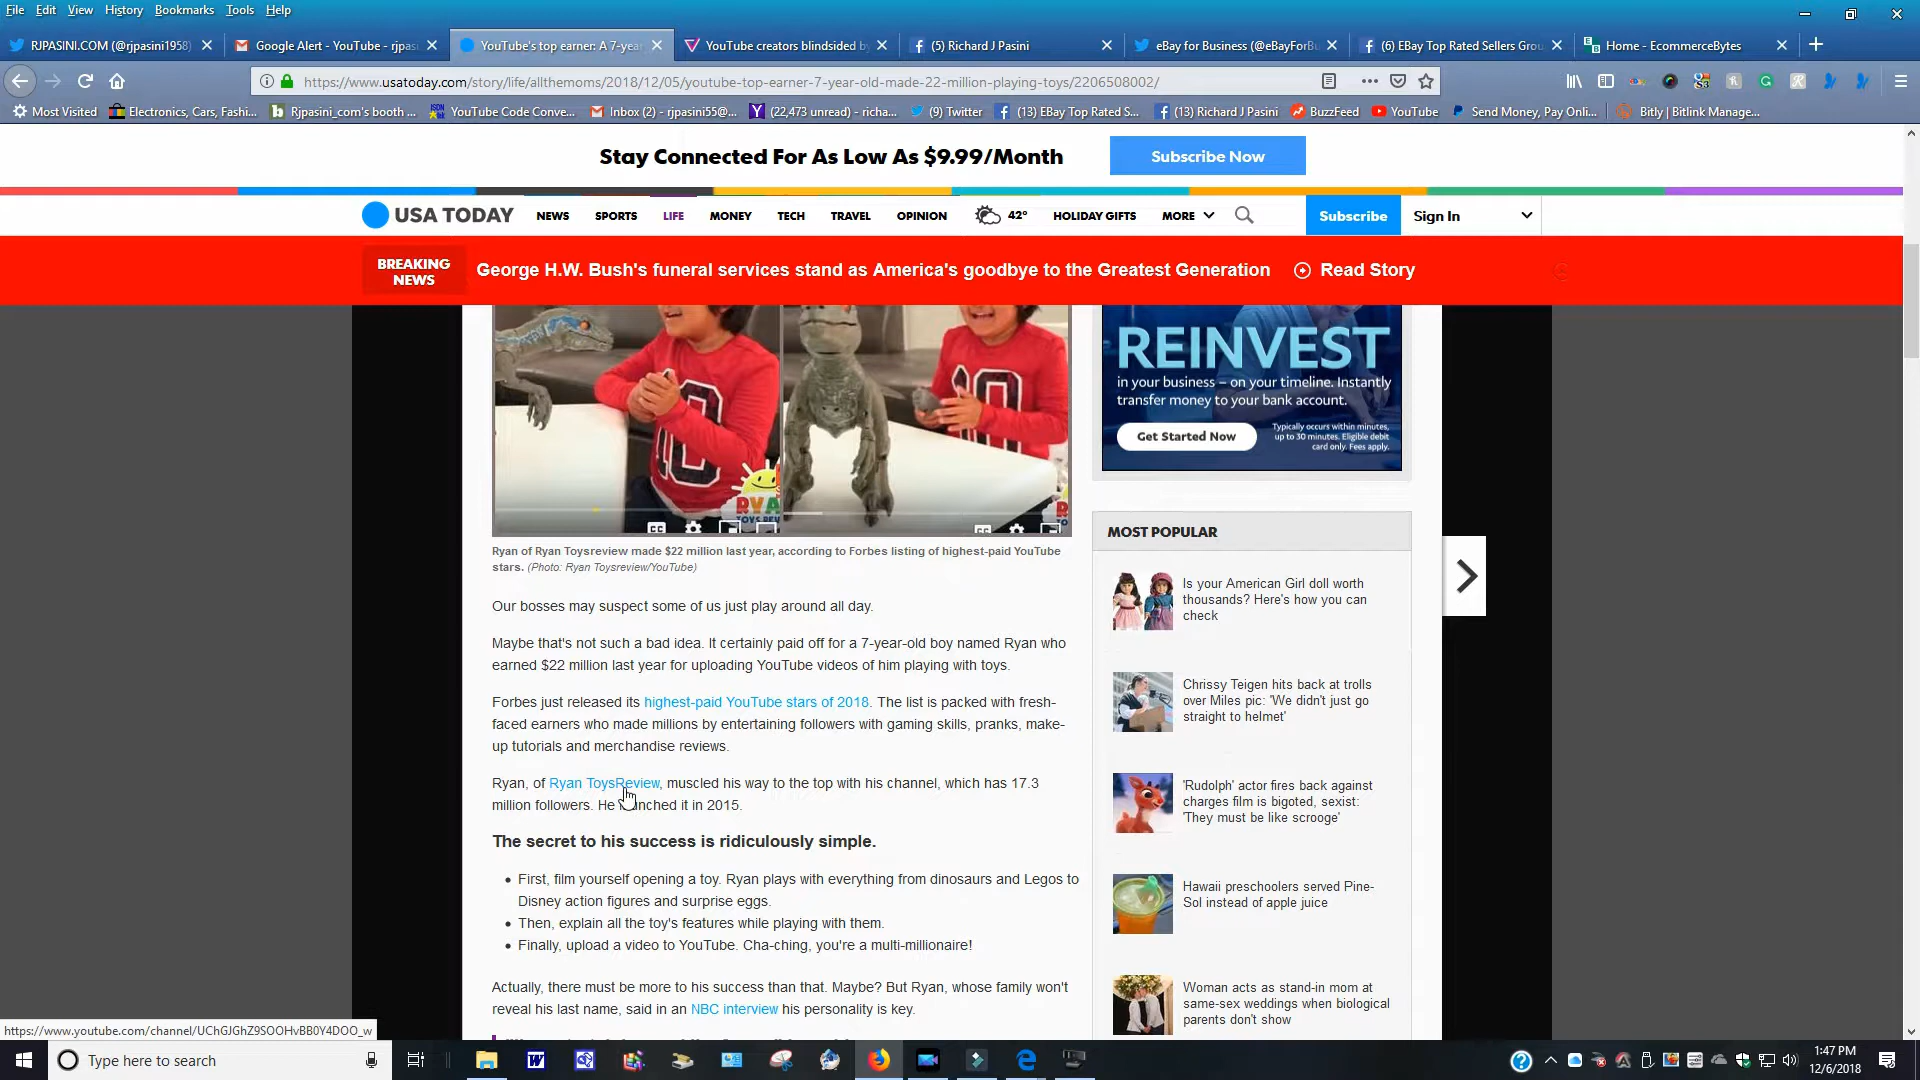 File Edit View History Bookmarks Tools Help
RJPASINI.COM (@rjpasini1958)
Google Alert - YouTube - rjpas
YouTube's top earner: A 7-yea
YouTube creators blindsided b
(5) Richard J Pasini
eBay for Business (@eBayForBu
(6) EBay Top Rated Sellers Grou
Home - EcommerceBytes
https://www.usatoday.com/story/life/allthemoms/2018/12/05/youtube-top-earner-7-year-old-made-22-million-playing-toys/2206508002/
Most Visited
Electronics, Cars, Fashi...
Rjpasini_com's booth ...
YouTube Code Conve...
Inbox (2) - rjpasini55@...
(22,473 unread) - richa...
(9) Twitter
(13) EBay Top Rated S...
(13) Richard J Pasini
BuzzFeed
YouTube
Send Money, Pay Onli...
Bitly | Bitlink Manage...
Stay Connected For As Low As $9.99/Month
Subscribe Now
USA TODAY
NEWS SPORTS LIFE MONEY TECH TRAVEL OPINION 42° HOLIDAY GIFTS MORE
Subscribe
Sign In
BREAKING
NEWS
George H.W. Bush's funeral services stand as America's goodbye to the Greatest Generation
Read Story
REINVEST
in your business – on your timeline. Instantly
transfer money to your bank account.
Get Started Now
Typically occurs within minutes,
up to 30 minutes. Eligible debit
card only. Fees apply.
Ryan of Ryan Toysreview made $22 million last year, according to Forbes listing of highest-paid YouTube
stars. (Photo: Ryan Toysreview/YouTube)
Our bosses may suspect some of us just play around all day.
Maybe that's not such a bad idea. It certainly paid off for a 7-year-old boy named Ryan who
earned $22 million last year for uploading YouTube videos of him playing with toys.
Forbes just released its highest-paid YouTube stars of 2018. The list is packed with fresh-
faced earners who made millions by entertaining followers with gaming skills, pranks, make-
up tutorials and merchandise reviews.
Ryan, of Ryan ToysReview, muscled his way to the top with his channel, which has 17.3
million followers. He launched it in 2015.
The secret to his success is ridiculously simple.
• First, film yourself opening a toy. Ryan plays with everything from dinosaurs and Legos to
Disney action figures and surprise eggs.
• Then, explain all the toy's features while playing with them.
• Finally, upload a video to YouTube. Cha-ching, you're a multi-millionaire!
Actually, there must be more to his success than that. Maybe? But Ryan, whose family won't
reveal his last name, said in an NBC interview his personality is key.
MOST POPULAR
Is your American Girl doll worth
thousands? Here's how you can
check
Chrissy Teigen hits back at trolls
over Miles pic: 'We didn't just go
straight to helmet'
'Rudolph' actor fires back against
charges film is bigoted, sexist:
'They must be like scrooge'
Hawaii preschoolers served Pine-
Sol instead of apple juice
Woman acts as stand-in mom at
same-sex weddings when biological
parents don't show
https://www.youtube.com/channel/UChGJGhZ9SOOHvBB0Y4DOO_w
Type here to search
1:47 PM
12/6/2018